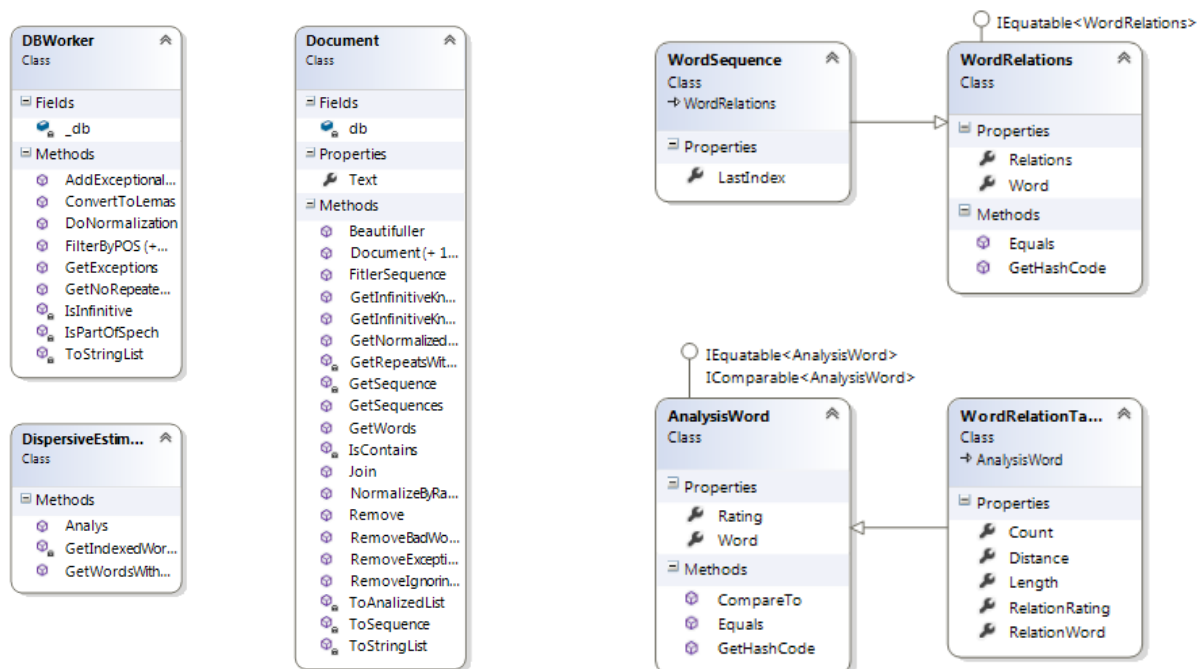 DBWorker
Class
Fields
_db
Methods
AddExceptional...
ConvertToLemas
DoNormalization
FilterByPOS (+...
GetExceptions
GetNoRepeate...
IsInfinitive
IsPartOfSpech
ToStringList
DispersiveEstim...
Class
Methods
Analys
GetIndexedWor...
GetWordsWith...
Document
Class
Fields
db
Properties
Text
Methods
Beautifuller
Document (+ 1...
FitlerSequence
GetInfinitiveKn...
GetInfinitiveKn...
GetNormalized...
GetRepeatsWit...
GetSequence
GetSequences
GetWords
IsContains
Join
NormalizeByRa...
Remove
RemoveBadWo...
RemoveExcepti...
RemoveIgnorin...
ToAnalizedList
ToSequence
ToStringList
WordSequence
Class
WordRelations
Properties
LastIndex
IEquatable<WordRelations>
WordRelations
Class
Properties
Relations
Word
Methods
Equals
GetHashCode
IEquatable<AnalysisWord>
IComparable<AnalysisWord>
AnalysisWord
Class
Properties
Rating
Word
Methods
CompareTo
Equals
GetHashCode
WordRelationTa...
Class
AnalysisWord
Properties
Count
Distance
Length
RelationRating
RelationWord